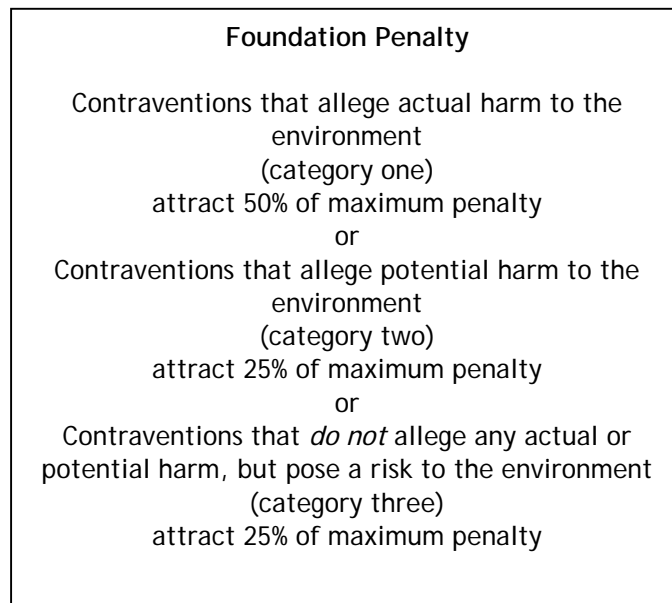 Foundation Penalty
Contraventions that allege actual harm to the
environment
(category one)
attract 50% of maximum penalty
or
Contraventions that allege potential harm to the
environment
(category two)
attract 25% of maximum penalty
or
Contraventions that do not allege any actual or
potential harm, but pose a risk to the environment
(category three)
attract 25% of maximum penalty